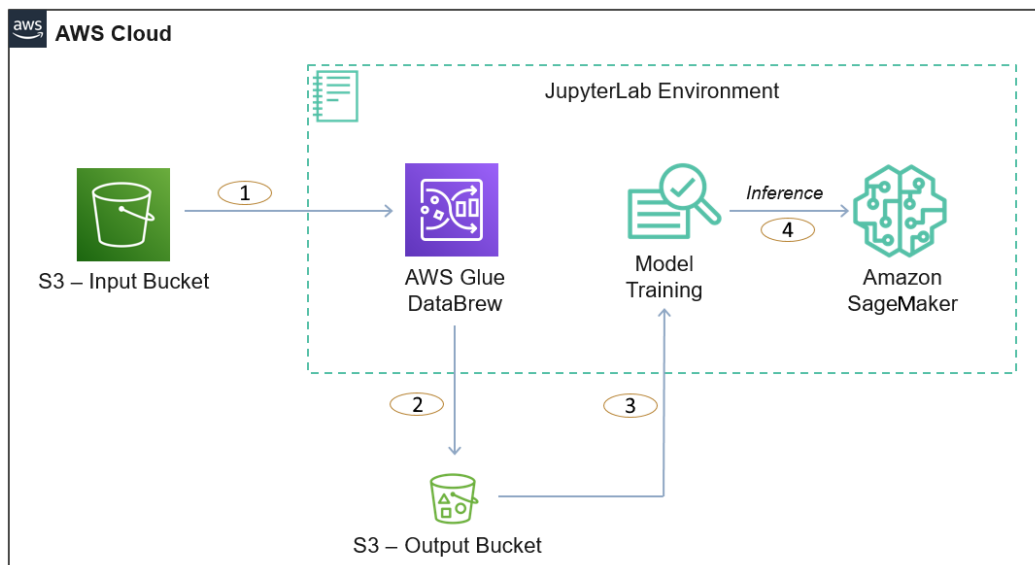 aws
AWS Cloud
JupyterLab Environment
1
S3 – Input Bucket
AWS Glue
DataBrew
Model
Training
Inference
4
Amazon
SageMaker
2
3
S3 – Output Bucket